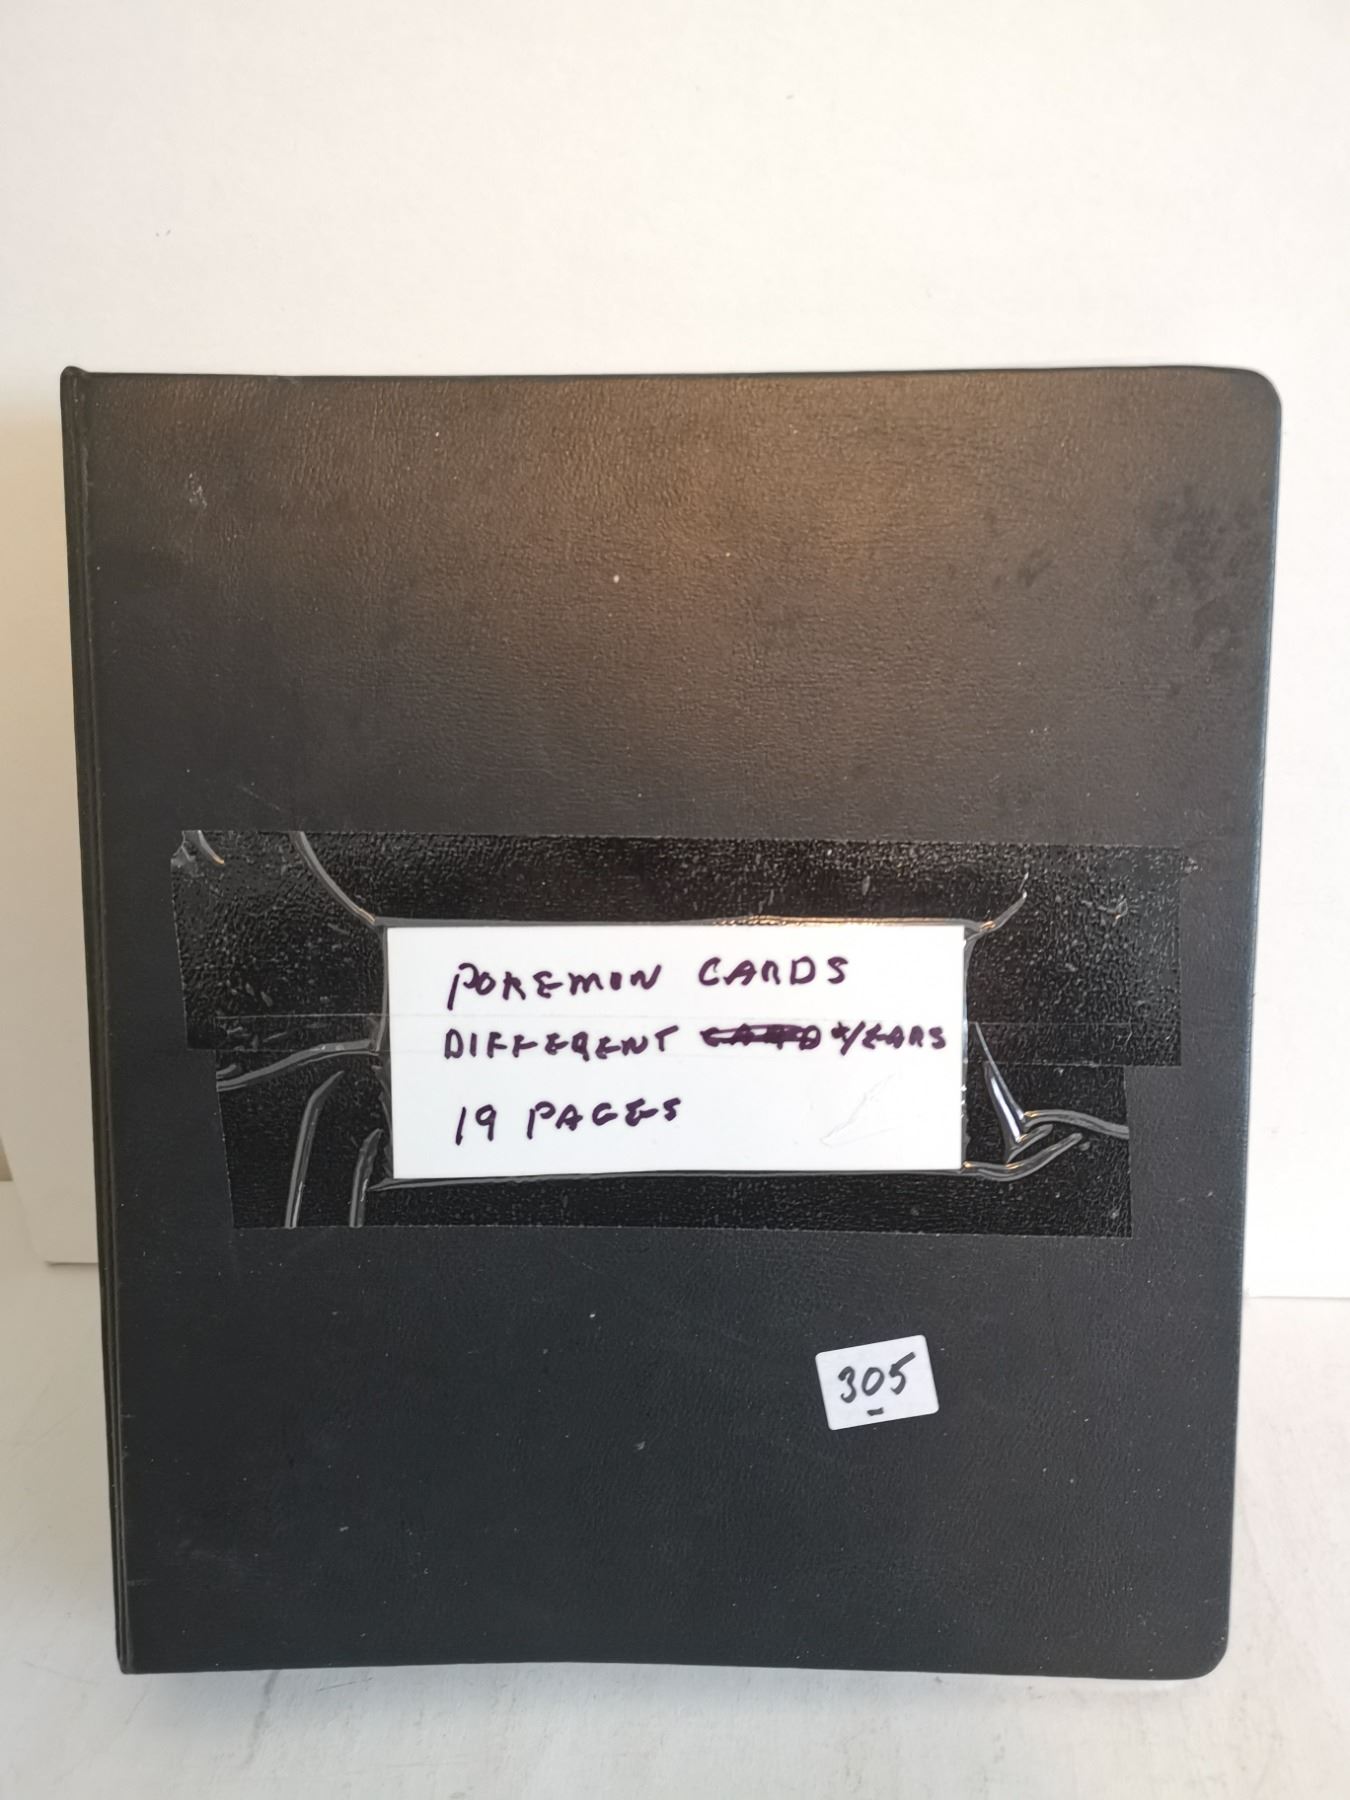 POKEMON CARDS
DIFFERENT YEARS
19 PAGES
305